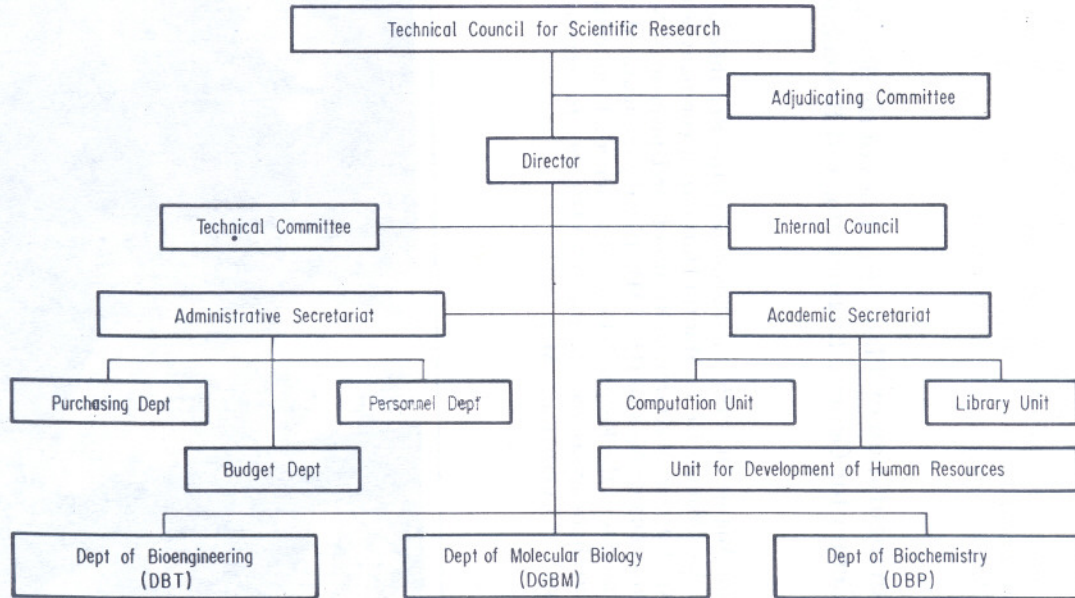 Technical Council for Scientific Research
Adjudicating Committee
Director
Technical Committee
Internal Council
Administrative Secretariat
Academic Secretariat
Purchasing Dept
Personnel Dept
Computation Unit
Library Unit
Budget Dept
Unit for Development of Human Resources
Dept of Bioengineering
(DBT)
Dept of Molecular Biology
(DGBM)
Dept of Biochemistry
(DBP)